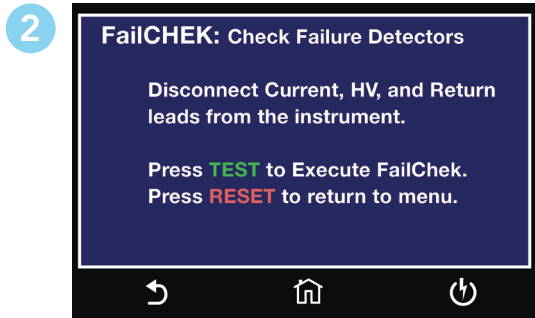 2
FailCHEK: Check Failure Detectors
Disconnect Current, HV, and Return
leads from the instrument.
Press TEST to Execute FailChek.
Press RESET to return to menu.